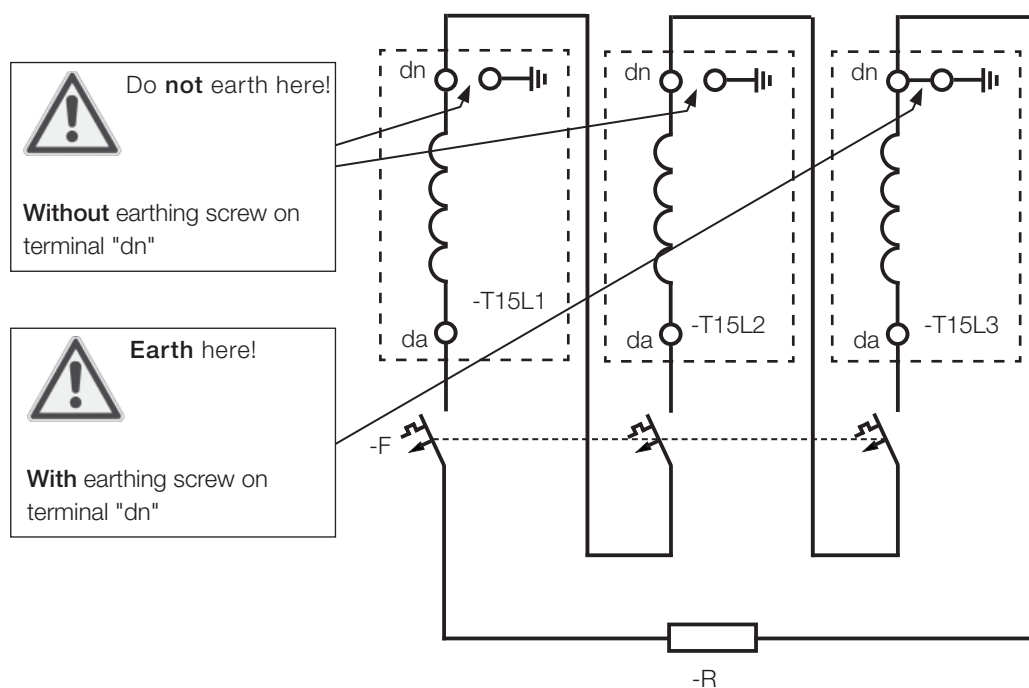 Do not earth here!
Without earthing screw on
terminal "dn"
Earth here!
With earthing screw on
terminal "dn"
dn
dn
dn
-T15L1
-T15L2
-T15L3
da
da
da
-F
-R